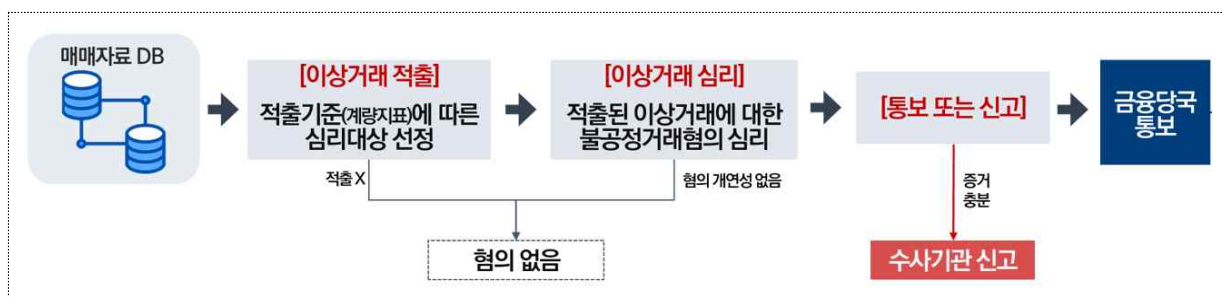 매매자료 DB
[이상거래 적출]
적출기준(계량지표)에 따른
심리대상 선정
[이상거래 심리]
적출된 이상거래에 대한
불공정거래혐의 심리
[통보 또는 신고]
금융당국
통보
적출 X
혐의 개연성 없음
증거
충분
혐의 없음
수사기관 신고